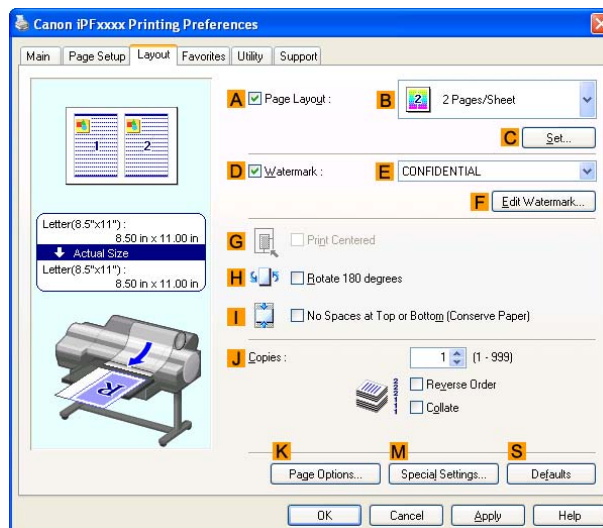 Canon iPFxxxx Printing Preferences
Main Page Setup Layout Favorites Utility Support
A Page Layout : B 2 2 Pages/Sheet
C Set...
D Watermark : E CONFIDENTIAL
F Edit Watermark...
1 2
Letter(8.5"x11") :
8.50 in x 11.00 in
Actual Size
Letter(8.5"x11") :
8.50 in x 11.00 in
R
G Print Centered
H Rotate 180 degrees
I No Spaces at Top or Bottom (Conserve Paper)
J Copies : 1 (1 - 999)
Reverse Order
Collate
K M S
Page Options... Special Settings... Defaults
OK Cancel Apply Help